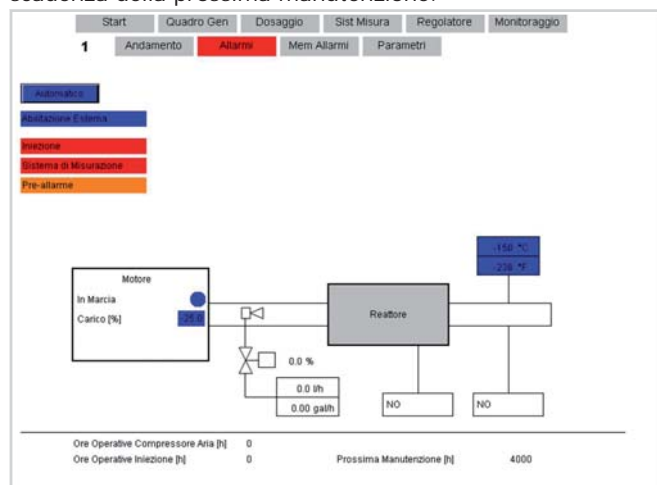 scadenza della prossima manutenzione.
Start Quadro Gen Dosaggio Sist Misura Regolatore Monitoraggio
1 Andamento Allarmi Mem Allarmi Parametri
Automatico
Abilitazione Esterna
Iniezione
Sistema di Misurazione
Pre-allarme
-150 °C
-238 °F
Motore
In Marcia
Carico [%] -25.0
Reattore
0.0 %
0.0 l/h
0.00 gal/h
NO
NO
Ore Operative Compressore Aria [h] 0
Ore Operative Iniezione [h] 0 Prossima Manutenzione [h] 4000